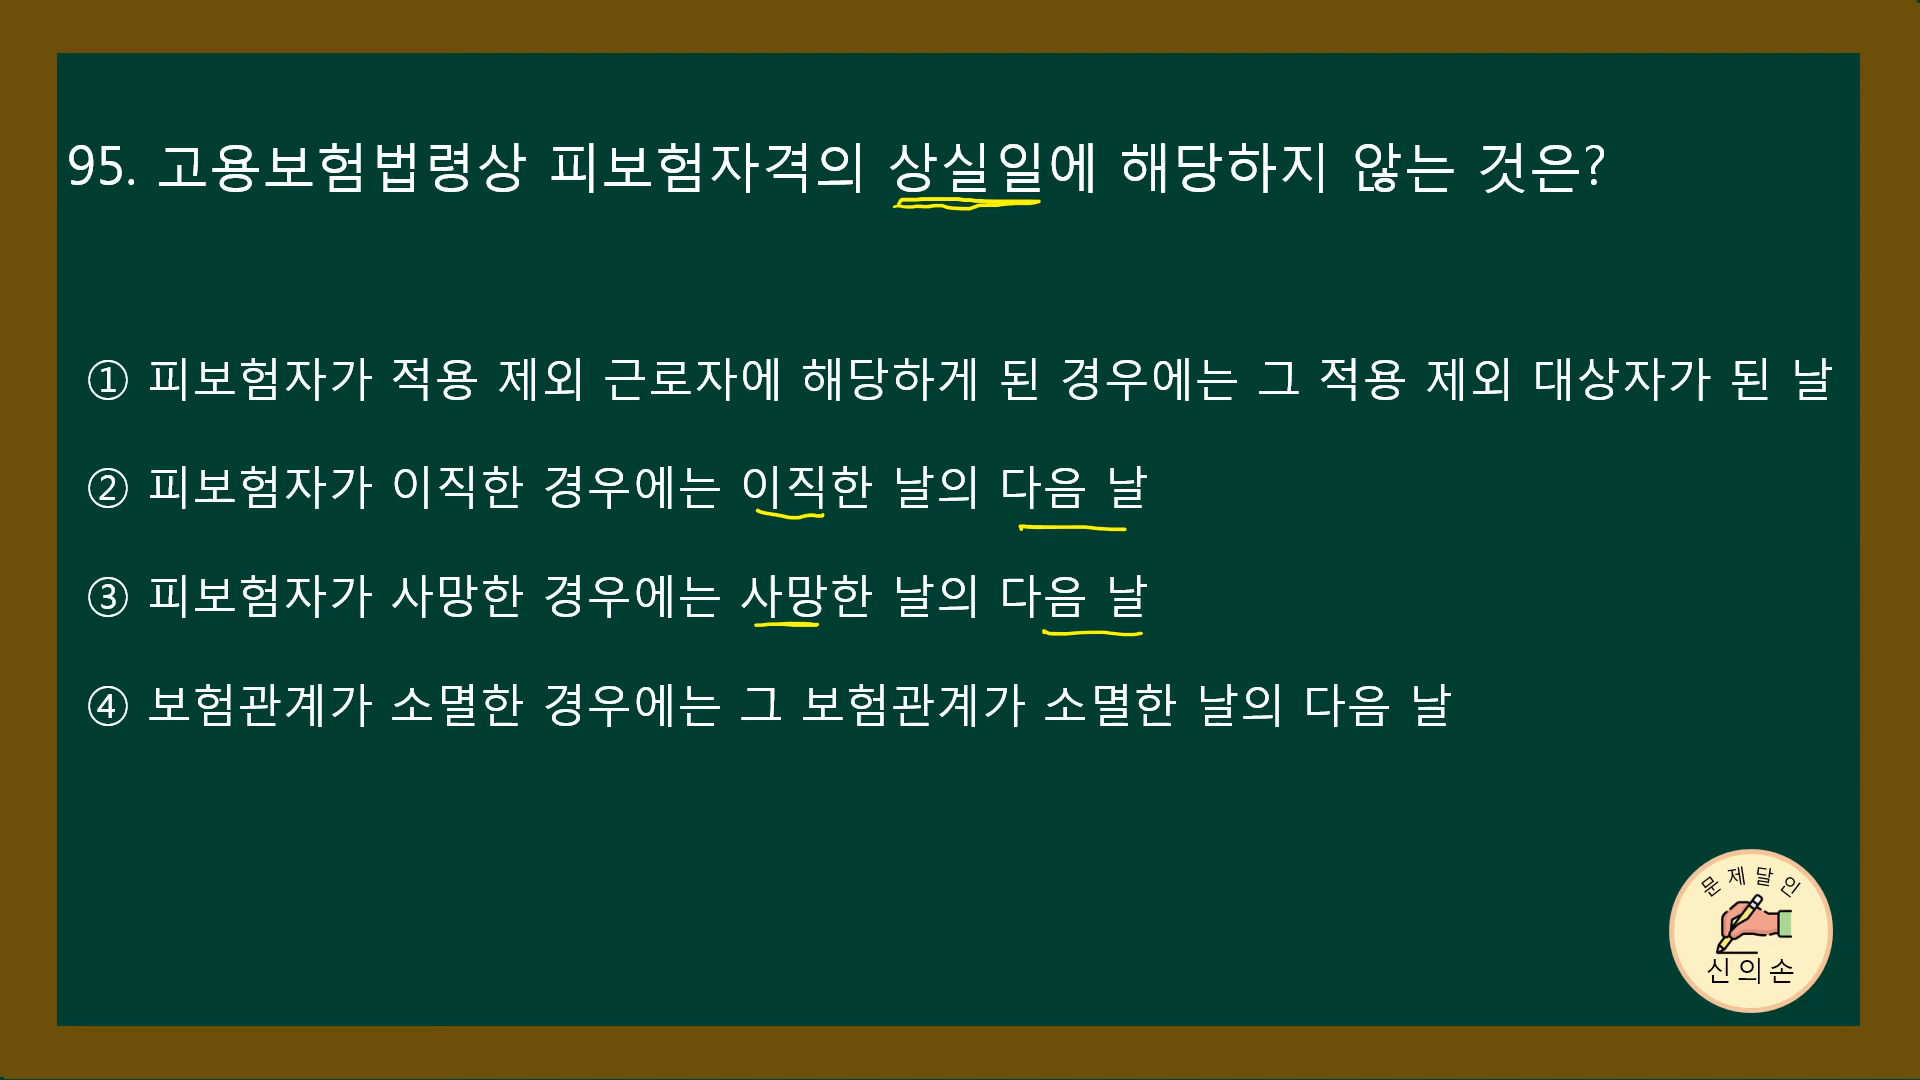 95. 고용보험법령상 피보험자격의 상실일에 해당하지 않는 것은?
① 피보험자가 적용 제외 근로자에 해당하게 된 경우에는 그 적용 제외 대상자가 된 날
② 피보험자가 이직한 경우에는 이직한 날의 다음 날
③ 피보험자가 사망한 경우에는 사망한 날의 다음 날
④ 보험관계가 소멸한 경우에는 그 보험관계가 소멸한 날의 다음 날
문제달인
신의손